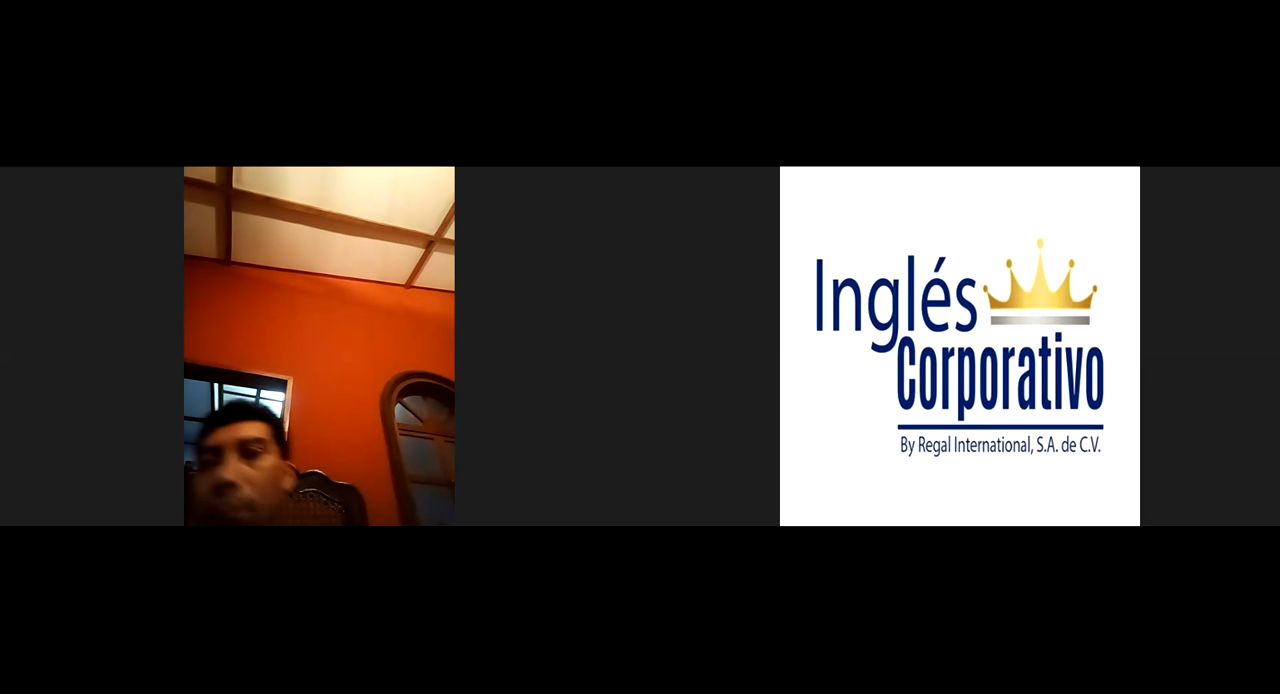 Inglés
Corporativo
By Regal International, S.A. de C.V.